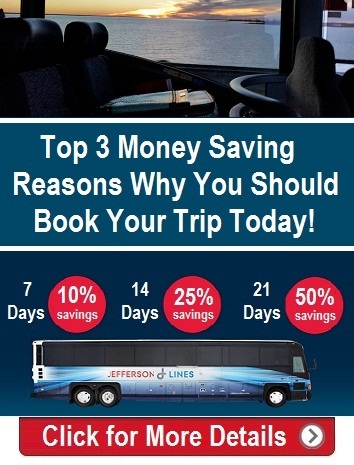 Top 3 Money Saving
Reasons Why You Should
Book Your Trip Today!
7 Days 10% savings
14 Days 25% savings
21 Days 50% savings
JEFFERSON LINES
Click for More Details